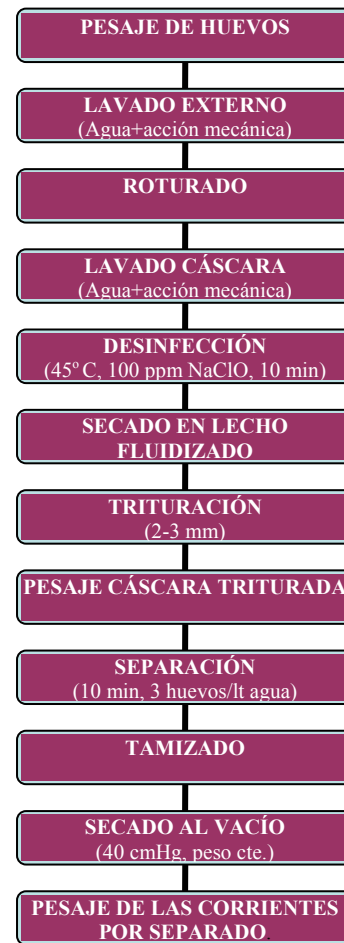 PESAJE DE HUEVOS
LAVADO EXTERNO
(Agua+acción mecánica)
ROTURADO
LAVADO CÁSCARA
(Agua+acción mecánica)
DESINFECCIÓN
(45º C, 100 ppm NaClO, 10 min)
SECADO EN LECHO
FLUIDIZADO
TRITURACIÓN
(2-3 mm)
PESAJE CÁSCARA TRITURADA
SEPARACIÓN
(10 min, 3 huevos/lt agua)
TAMIZADO
SECADO AL VACÍO
(40 cmHg, peso cte.)
PESAJE DE LAS CORRIENTES
POR SEPARADO.